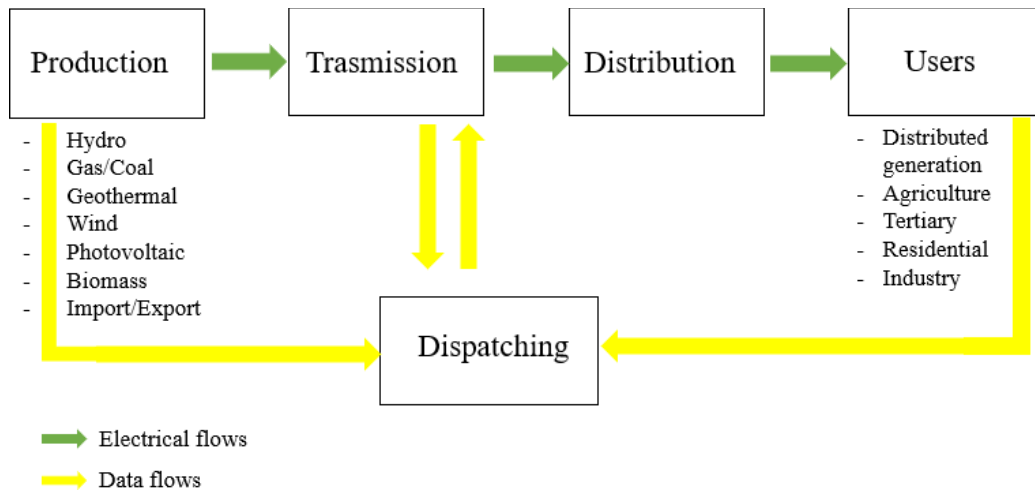 Production
Trasmission
Distribution
Users
- Hydro
- Gas/Coal
- Geothermal
- Wind
- Photovoltaic
- Biomass
- Import/Export
- Distributed
generation
- Agriculture
- Tertiary
- Residential
- Industry
Dispatching
Electrical flows
Data flows